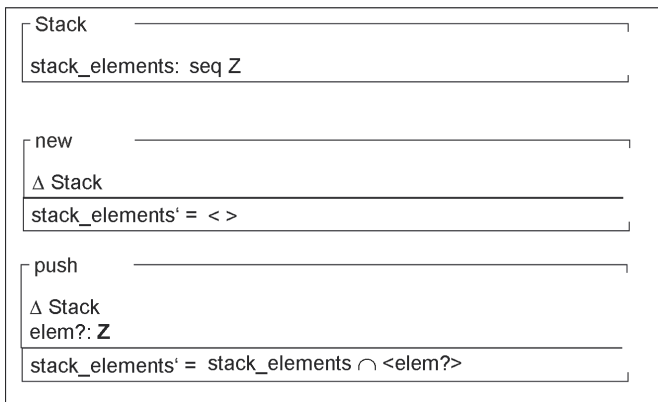 Stack
stack_elements: seq Z
new
Δ Stack
stack_elements‘ = < >
push
Δ Stack
elem?: Z
stack_elements‘ = stack_elements ∩ <elem?>